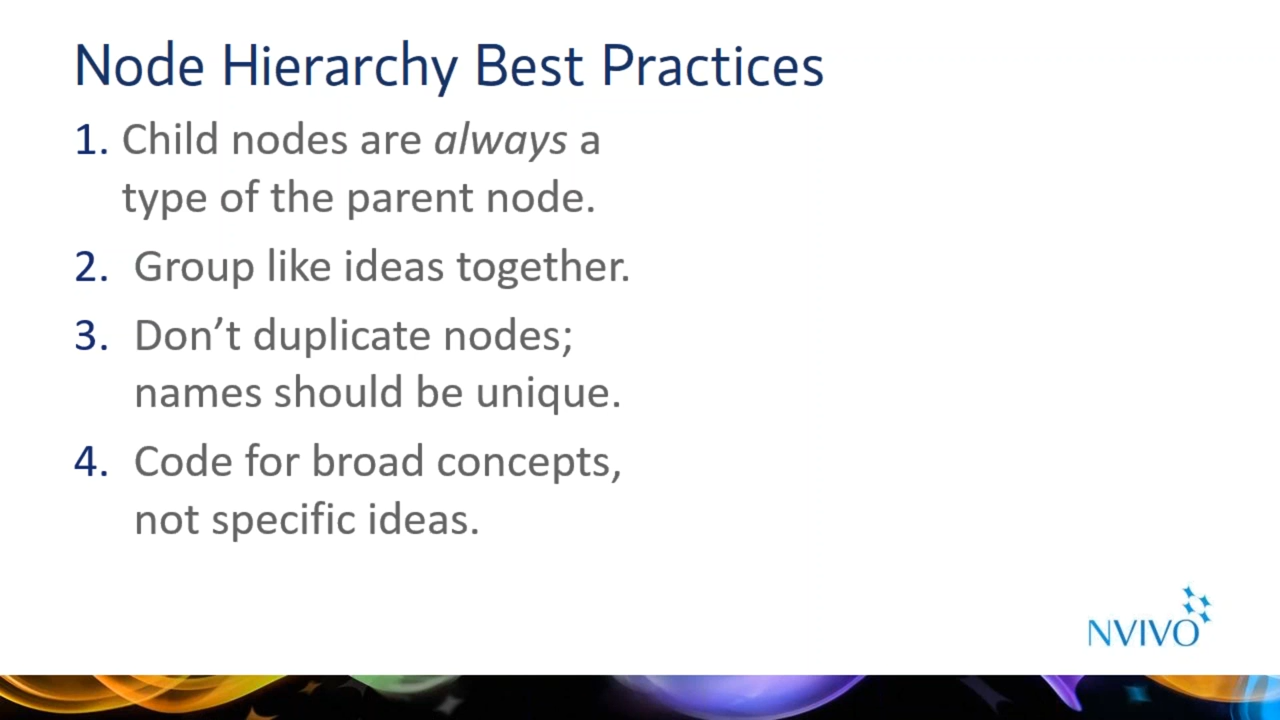 Node Hierarchy Best Practices
1. Child nodes are always a
type of the parent node.
2. Group like ideas together.
3. Don’t duplicate nodes;
names should be unique.
4. Code for broad concepts,
not specific ideas.
NVIVO